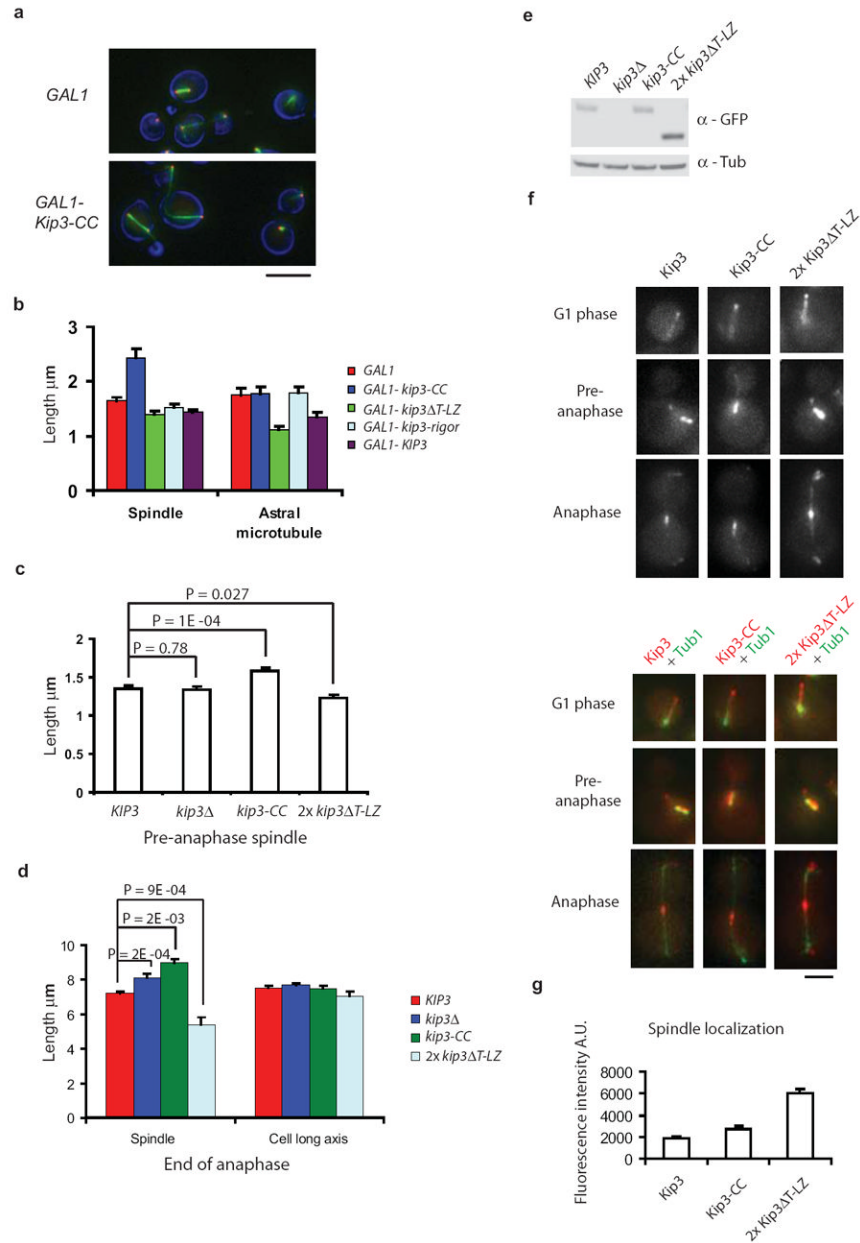 a
GAL1
GAL1-
Kip3-CC
b
Length μm
3
2
1
0
Spindle
Astral
microtubule
GAL1
GAL1- kip3-CC
GAL1- kip3ΔT-LZ
GAL1- kip3-rigor
GAL1- KIP3
c
P = 0.027
P = 1E -04
P = 0.78
Length μm
2
1.5
1
0.5
0
KIP3
kip3Δ
kip3-CC
2x kip3ΔT-LZ
Pre-anaphase spindle
d
P = 9E -04
P = 2E -03
P = 2E -04
Length μm
10
8
6
4
2
0
Spindle
Cell long axis
End of anaphase
KIP3
kip3Δ
kip3-CC
2x kip3ΔT-LZ
e
KIP3
kip3Δ
kip3-CC
2x kip3ΔT-LZ
α - GFP
α - Tub
f
Kip3
Kip3-CC
2x Kip3ΔT-LZ
G1 phase
Pre-
anaphase
Anaphase
Kip3
+ Tub1
Kip3-CC
+ Tub1
2x Kip3ΔT-LZ
+ Tub1
G1 phase
Pre-
anaphase
Anaphase
g
Spindle localization
Fluorescence intensity A.U.
8000
6000
4000
2000
0
Kip3
Kip3-CC
2x Kip3ΔT-LZ